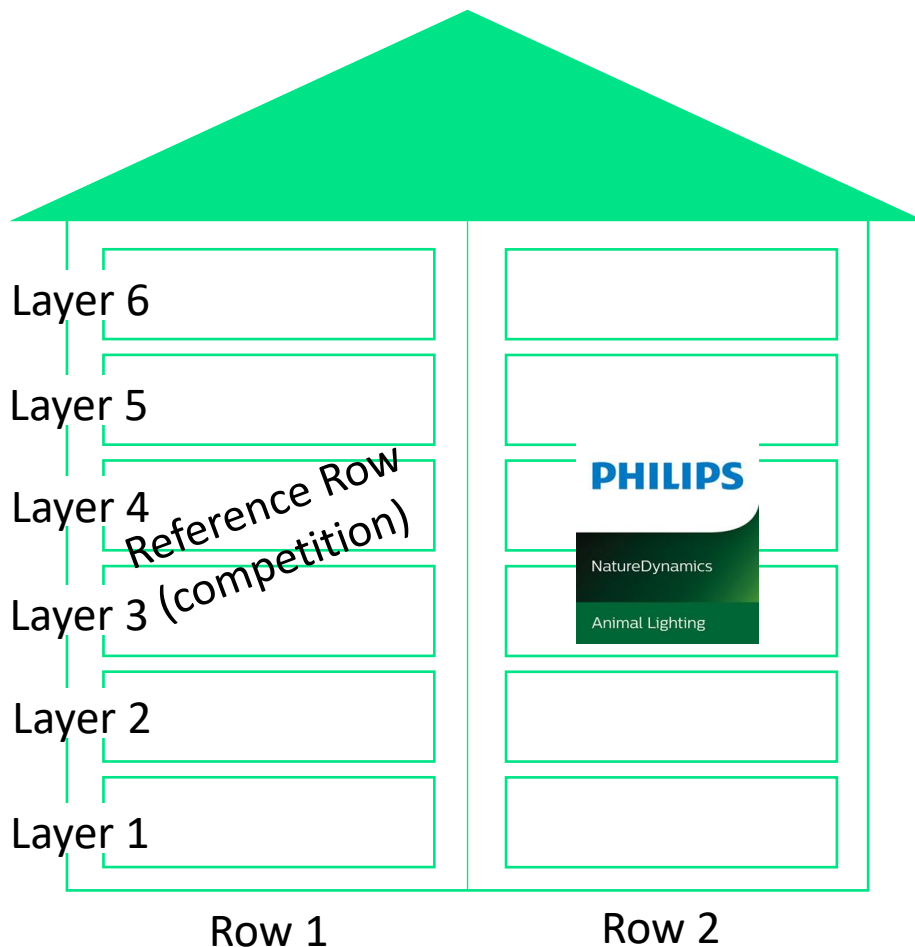 Layer 6
Layer 5
Layer 4
Layer 3
Layer 2
Layer 1
Reference Row
(competition)
PHILIPS
NatureDynamics
Animal Lighting
Row 1
Row 2